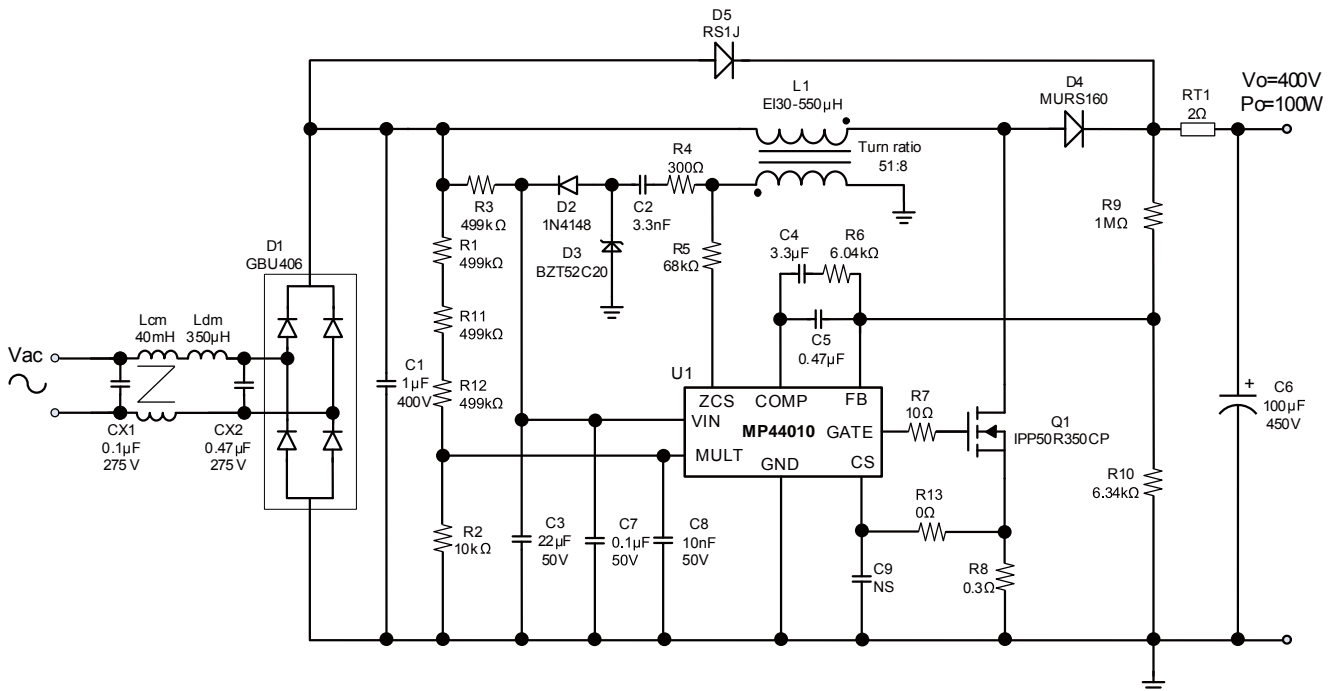 D5
RS1J
L1
EI30-550µH
D4
MURS160
RT1
2Ω
Vo=400V
Po=100W
Turn ratio
51:8
R4
300Ω
R3
499kΩ
D2
1N4148
C2
3.3nF
D3
BZT52C20
R5
68kΩ
C4
3.3µF
R6
6.04kΩ
C5
0.47µF
R9
1MΩ
R1
499kΩ
R11
499kΩ
R12
499kΩ
D1
GBU406
Lcm
40mH
Ldm
350µH
Vac
CX1
0.1µF
275V
CX2
0.47µF
275V
C1
1µF
400V
U1
ZCS
COMP
FB
VIN
MP44010
GATE
MULT
GND
CS
R7
10Ω
Q1
IPP50R350CP
C6
100µF
450V
+
R10
6.34kΩ
R13
0Ω
R2
10kΩ
C3
22µF
50V
C7
0.1µF
50V
C8
10nF
50V
C9
NS
R8
0.3Ω